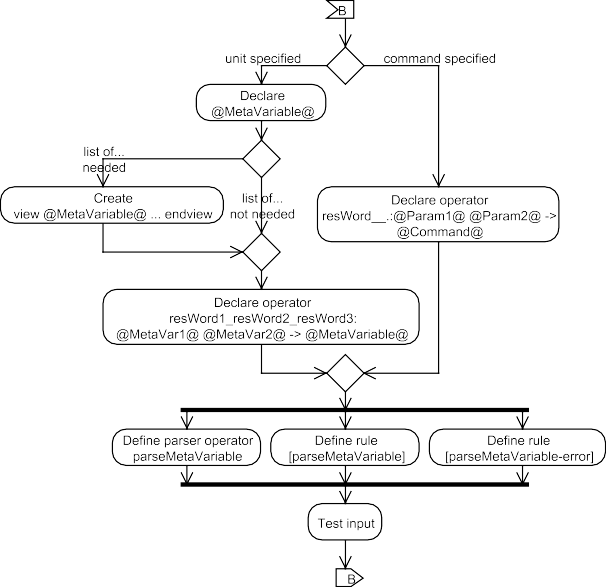 B
unit specified
command specified
Declare
@MetaVariable@
list of...
needed
Create
view @MetaVariable@ ... endview
list of...
not needed
Declare operator
resWord__.:@Param1@ @Param2@ ->
@Command@
Declare operator
resWord1_resWord2_resWord3:
@MetaVar1@ @MetaVar2@ -> @MetaVariable@
Define parser operator
parseMetaVariable
Define rule
[parseMetaVariable]
Define rule
[parseMetaVariable-error]
Test input
B